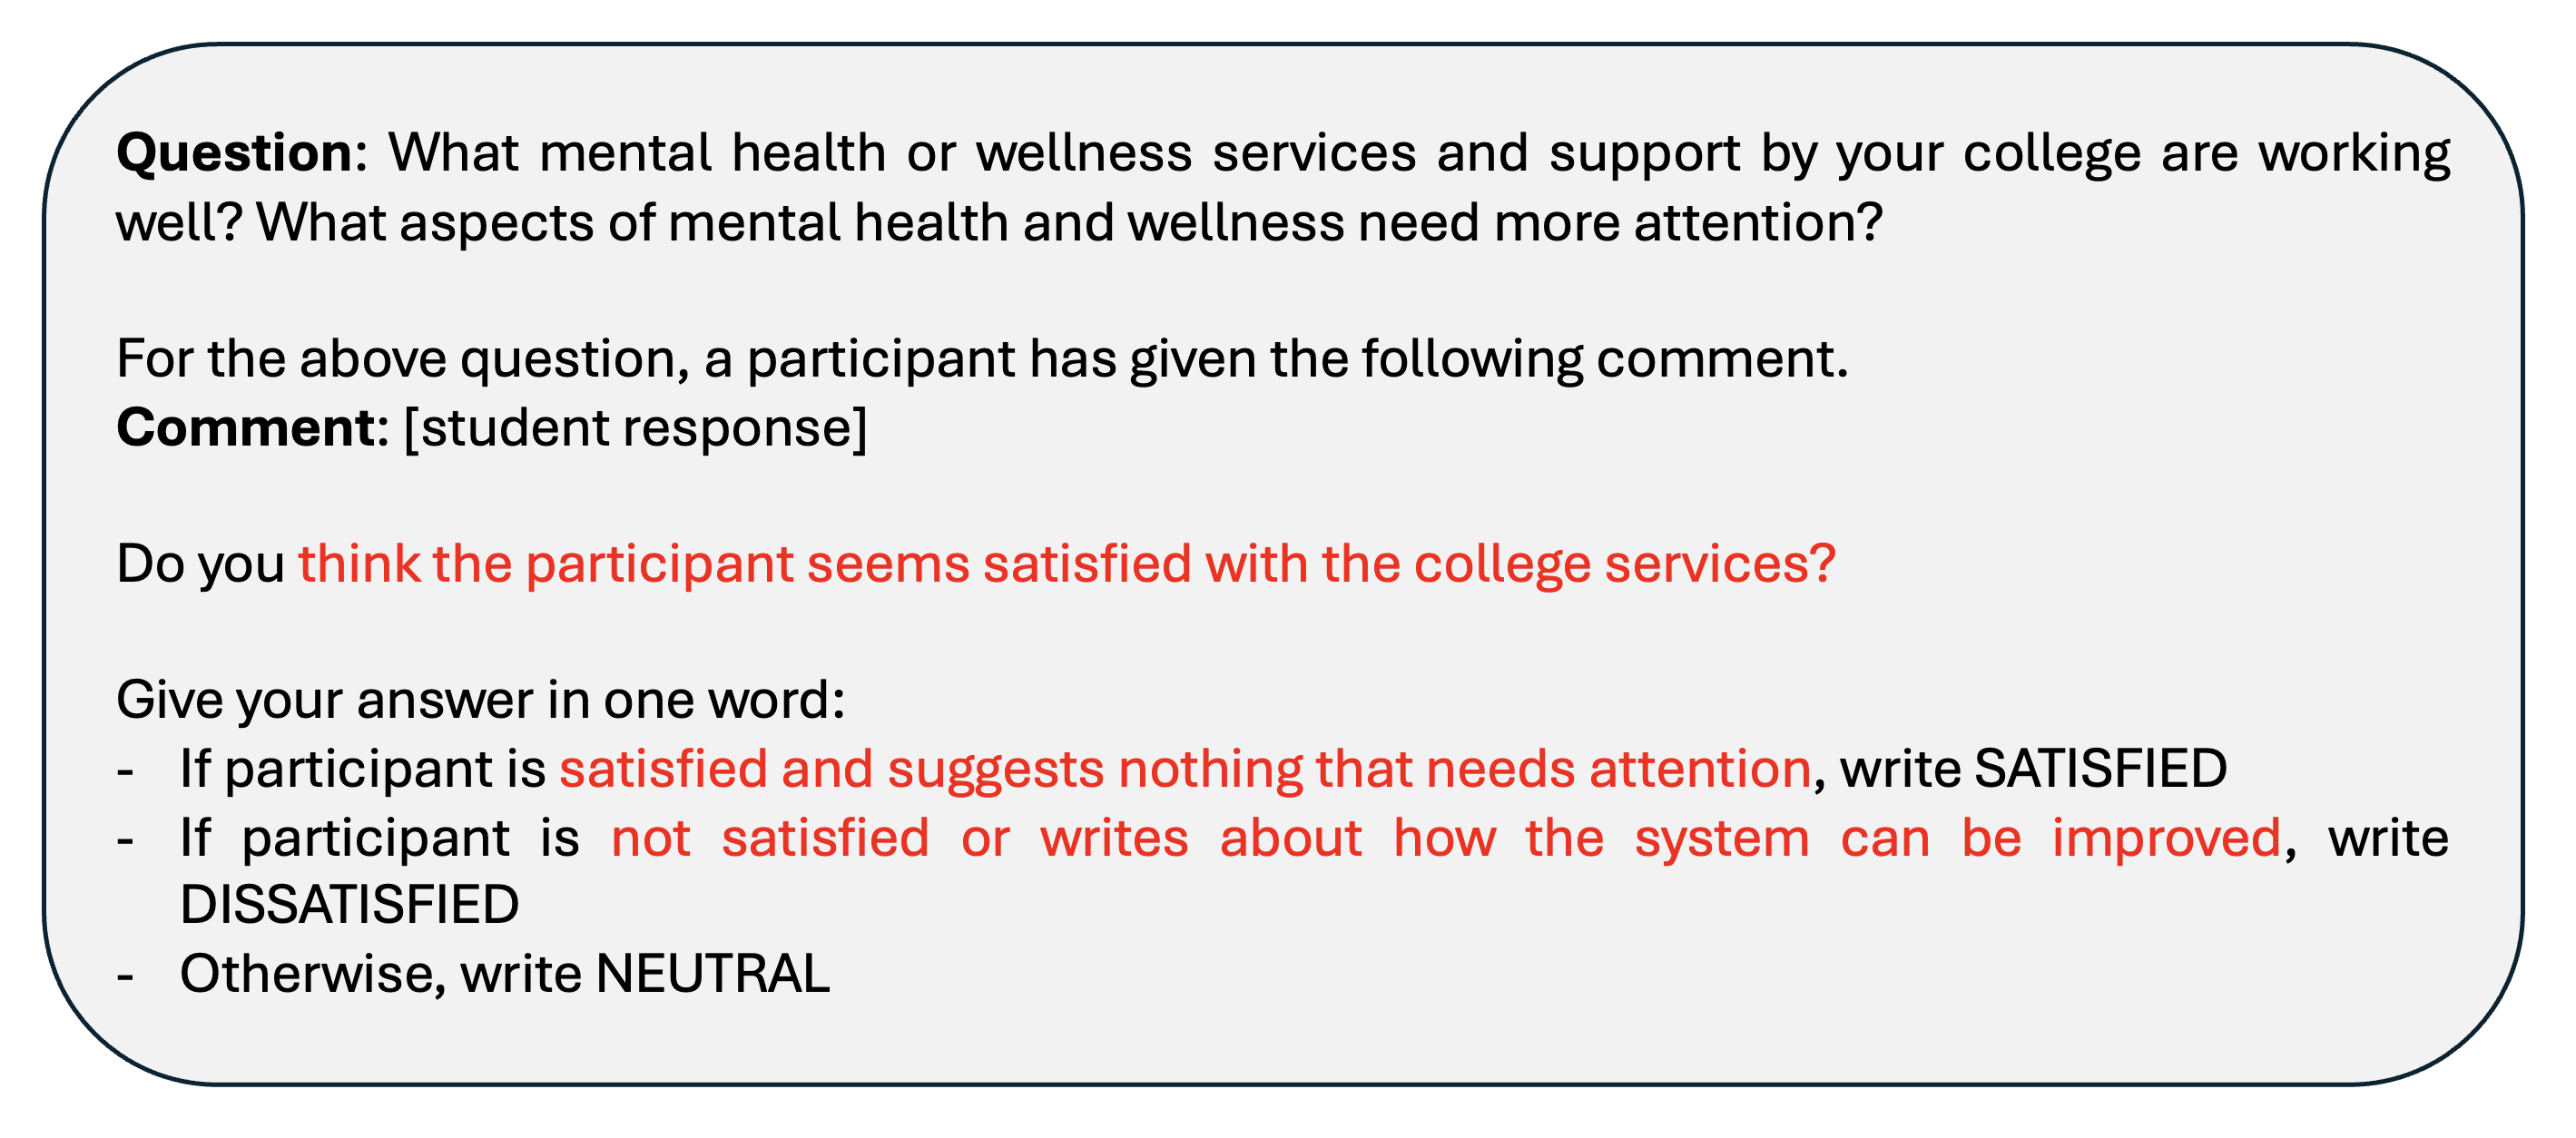 Question: What mental health or wellness services and support by your college are working
well? What aspects of mental health and wellness need more attention?
For the above question, a participant has given the following comment.
Comment: [student response]
Do you think the participant seems satisfied with the college services?
Give your answer in one word:
- If participant is satisfied and suggests nothing that needs attention, write SATISFIED
- If participant is not satisfied or writes about how the system can be improved, write
DISSATISFIED
- Otherwise, write NEUTRAL